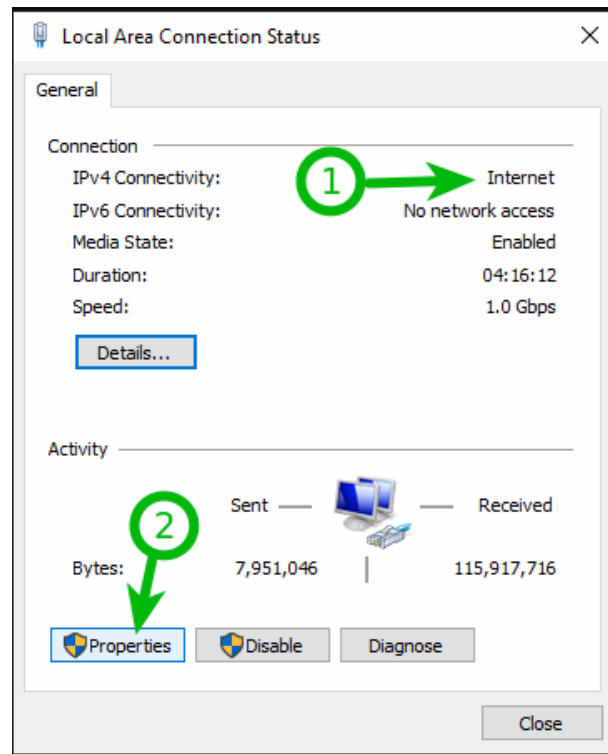 Local Area Connection Status
General
Connection
IPv4 Connectivity: 1 Internet
IPv6 Connectivity: No network access
Media State: Enabled
Duration: 04:16:12
Speed: 1.0 Gbps
Details...
Activity
Sent Received
2
Bytes: 7,951,046 115,917,716
Properties Disable Diagnose
Close